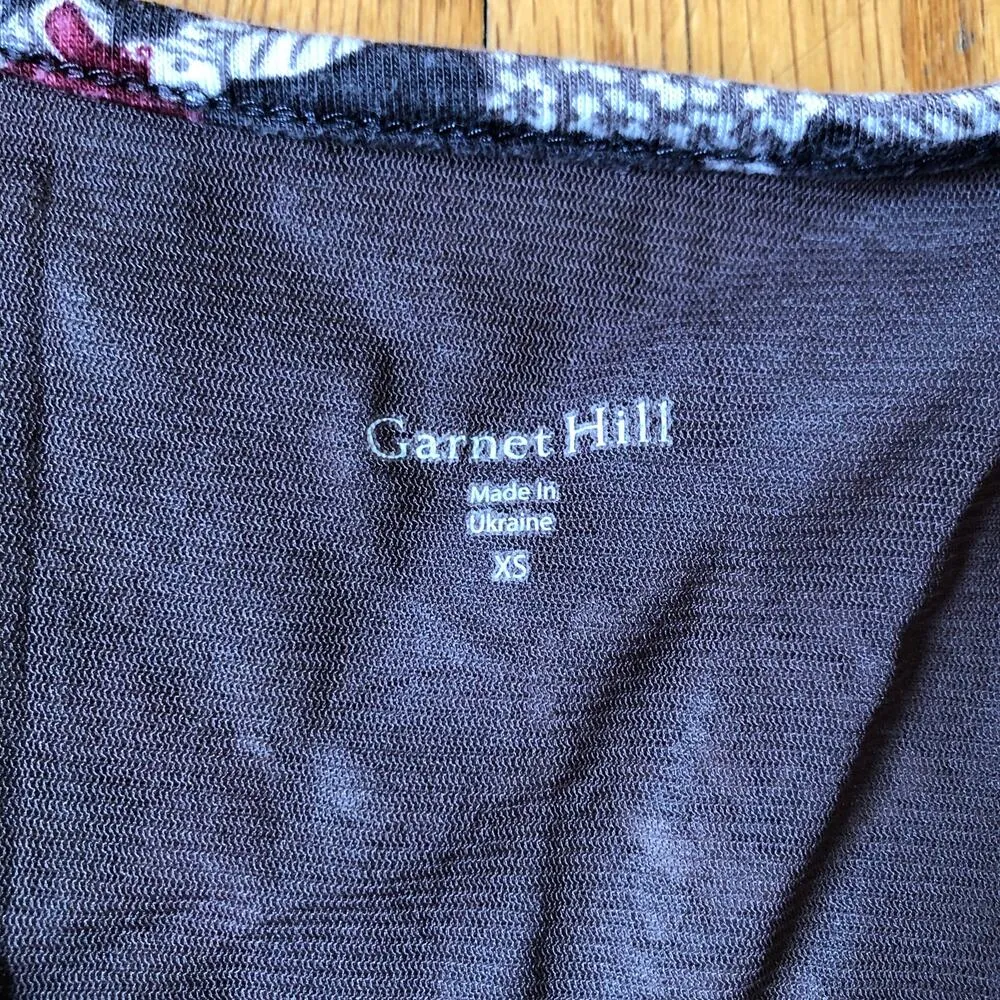 Garnet Hill
Made In
Ukraine
XS